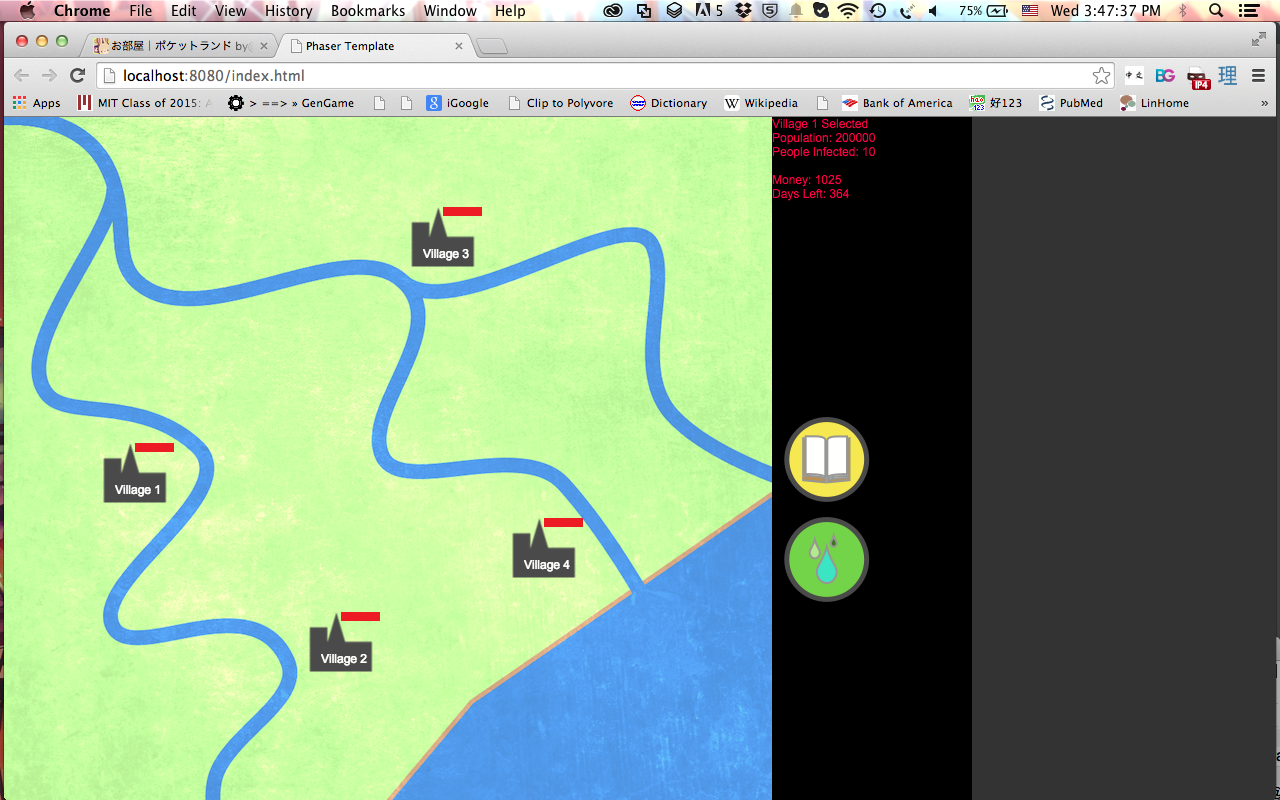 Chrome File Edit View History Bookmarks Window Help 5 75% Wed 3:47:37 PM
お部屋｜ポケットランド by Phaser Template
localhost:8080/index.html BG IP4 理
Apps MIT Class of 2015: > ==> » GenGame iGoogle Clip to Polyvore Dictionary W Wikipedia Bank of America 好123 PubMed LinHome »
Village 1 Selected
Population: 200000
People Infected: 10
Money: 1025
Days Left: 364
Village 3
Village 1
Village 4
Village 2